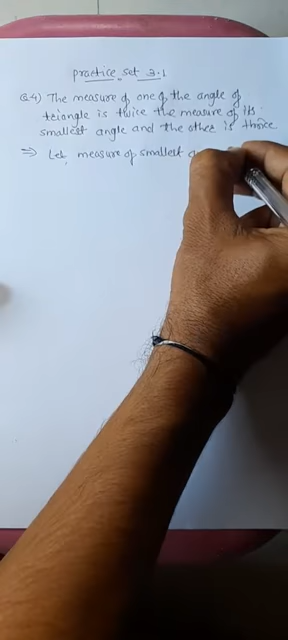 Practice set 3.1
Q.4) The measure of one of the angle of
triangle is twice the measure of its
smallest angle and the other is thrice
⇒ Let, measure of smallest